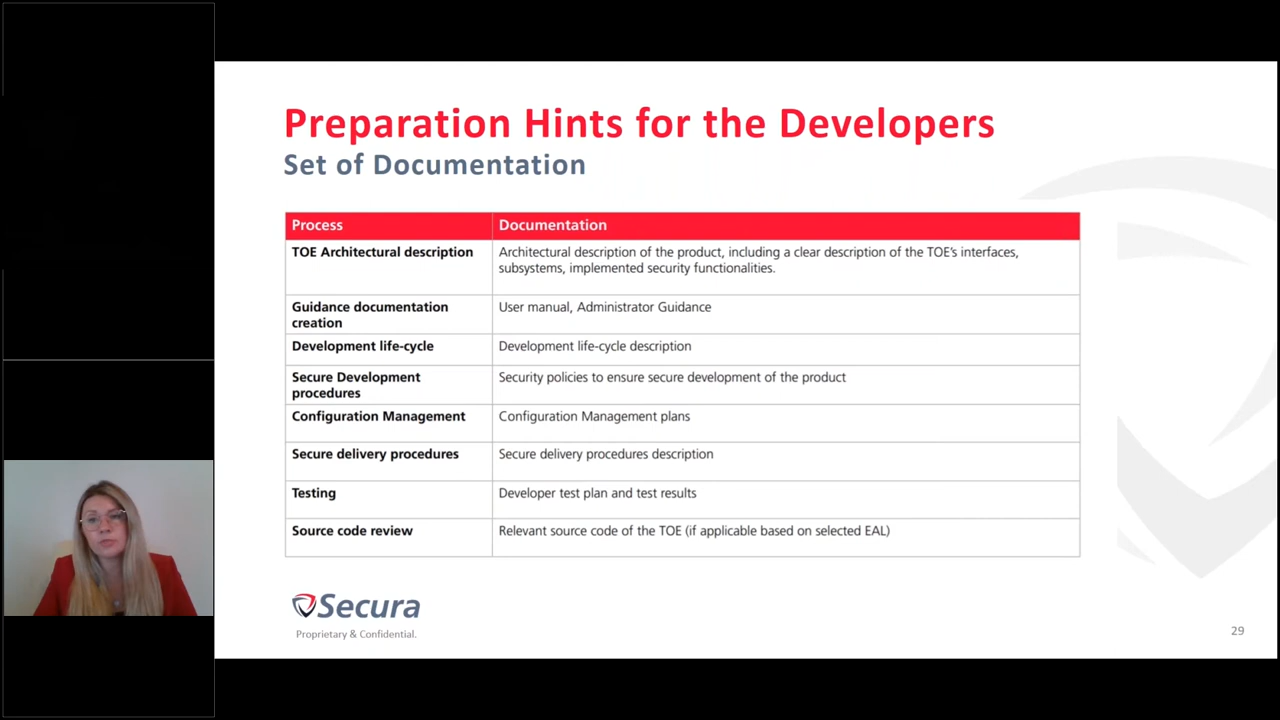 Preparation Hints for the Developers
Set of Documentation
Process Documentation
TOE Architectural description Architectural description of the product, including a clear description of the TOE's interfaces,
subsystems, implemented security functionalities.
Guidance documentation User manual, Administrator Guidance
creation
Development life-cycle Development life-cycle description
Secure Development Security policies to ensure secure development of the product
procedures
Configuration Management Configuration Management plans
Secure delivery procedures Secure delivery procedures description
Testing Developer test plan and test results
Source code review Relevant source code of the TOE (if applicable based on selected EAL)
Secura
Proprietary & Confidential.
29